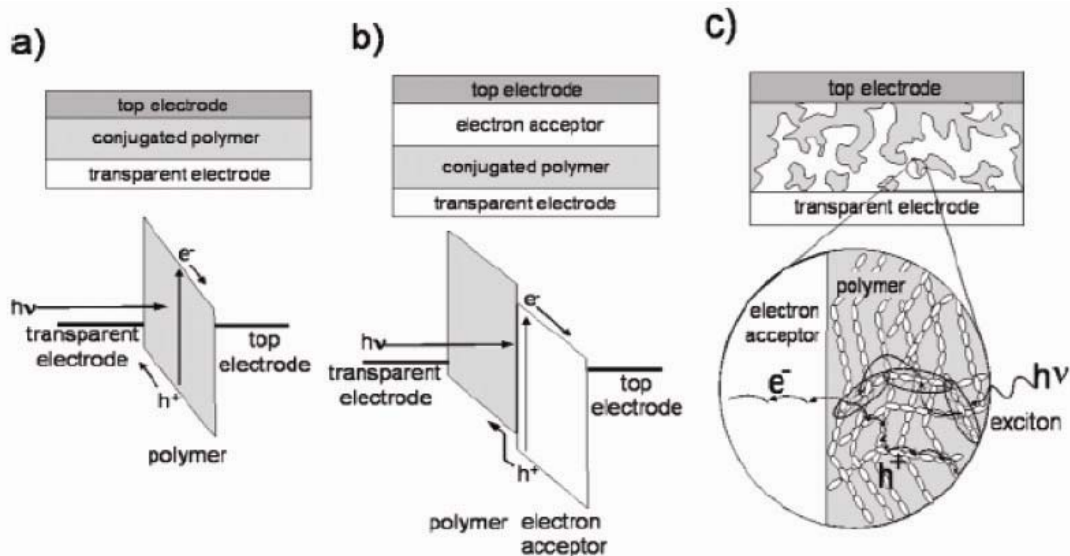 a)
top electrode
conjugated polymer
transparent electrode
e-
hν
transparent
electrode
top
electrode
h+
polymer
b)
top electrode
electron acceptor
conjugated polymer
transparent electrode
e-
hν
transparent
electrode
top
electrode
h+
polymer electron
acceptor
c)
top electrode
transparent electrode
polymer
electron
acceptor
e-
hν
exciton
h+